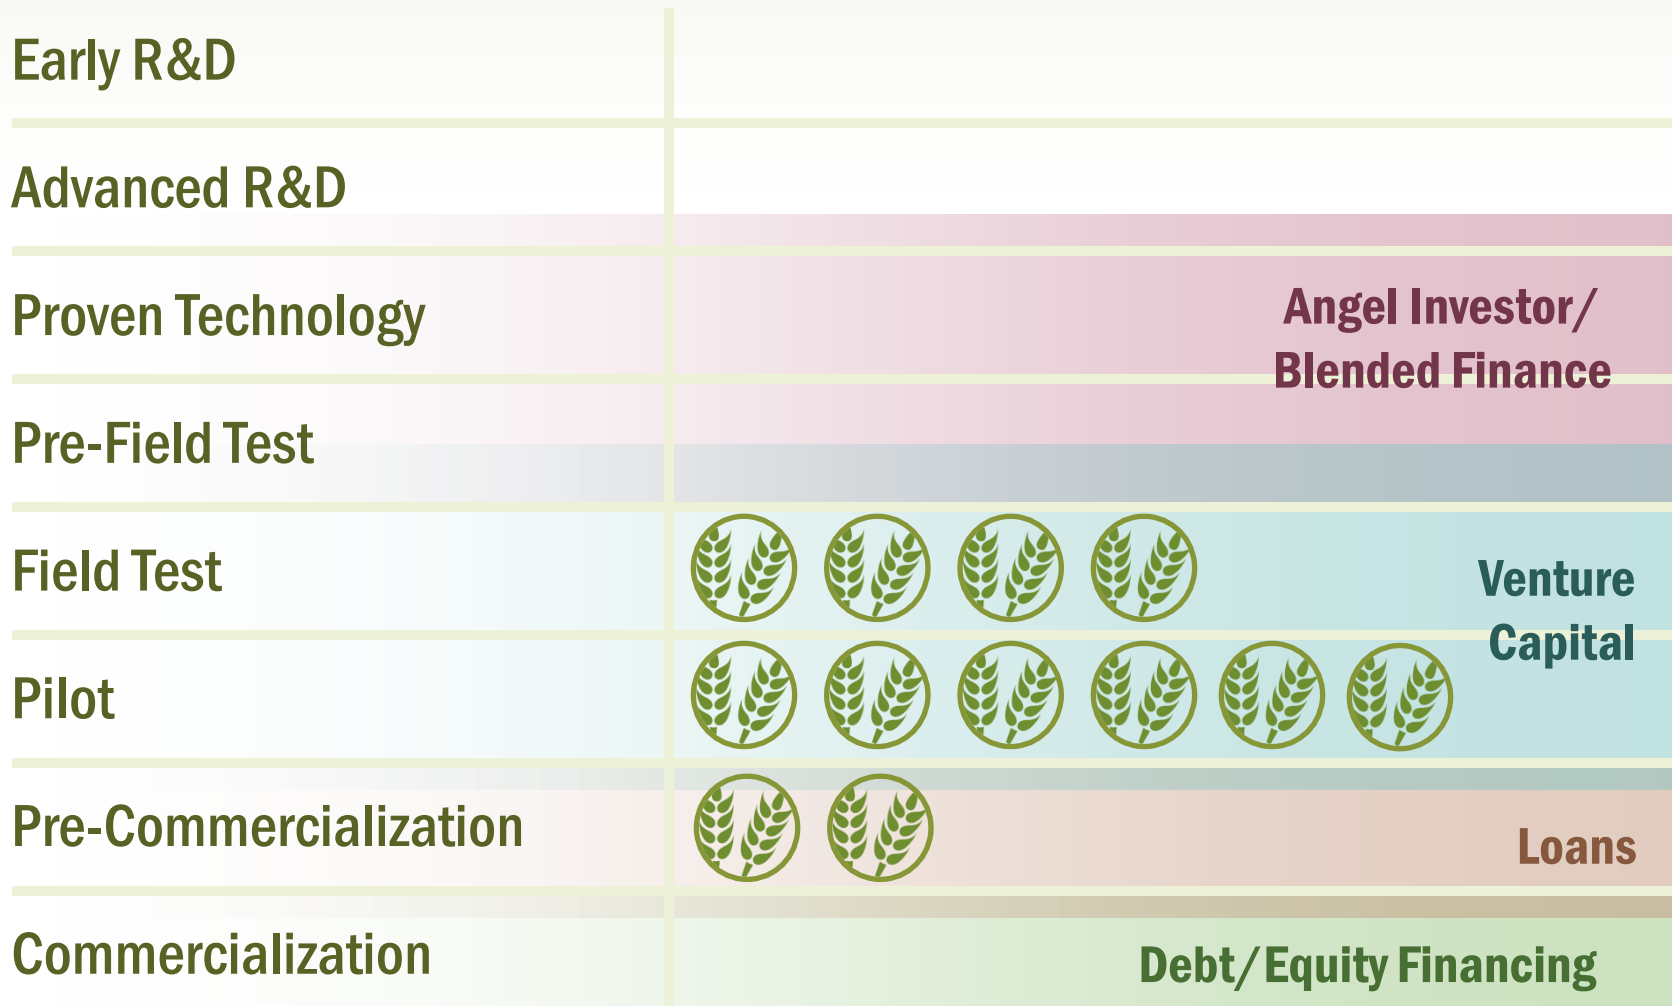 Early R&D
Advanced R&D
Proven Technology
Angel Investor/
Blended Finance
Pre-Field Test
Field Test
Venture
Capital
Pilot
Pre-Commercialization
Loans
Commercialization
Debt/Equity Financing